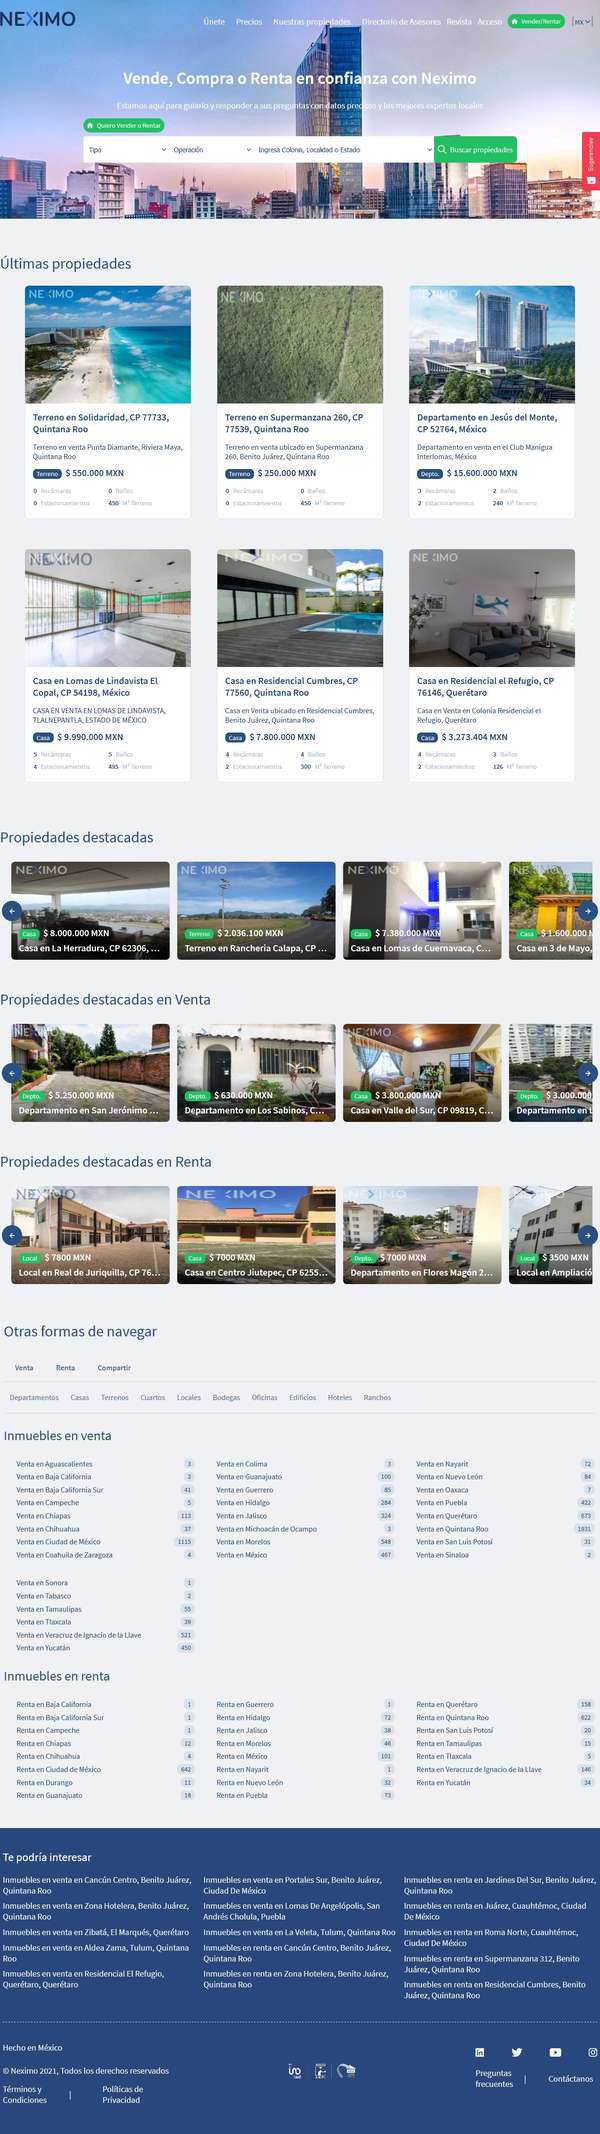 NEXIMO
Únete Precios Nuestras propiedades Directorio de Asesores Revista Acceso Vender/Rentar MX
Vende, Compra o Renta en confianza con Neximo
Estamos aquí para guiarlo y responder a sus preguntas con datos precisos y los mejores expertos locales
Quiero Vender o Rentar
Tipo Operación Ingresa Colonia, Localidad o Estado Buscar propiedades
Sugerencias
Últimas propiedades
NEXIMO NEXIMO NEXIMO
Terreno en Solidaridad, CP 77733,
Quintana Roo
Terreno en venta Punta Diamante, Riviera Maya,
Quintana Roo
Terreno $ 550.000 MXN
0 Recámaras 0 Baños
0 Estacionamientos 450 M² Terreno
Terreno en Supermanzana 260, CP
77539, Quintana Roo
Terreno en venta ubicado en Supermanzana
260, Benito Juárez, Quintana Roo
Terreno $ 250.000 MXN
0 Recámaras 0 Baños
0 Estacionamientos 450 M² Terreno
Departamento en Jesús del Monte,
CP 52764, México
Departamento en venta en el Club Manigua
Interlomas, México
Depto. $ 15.600.000 MXN
3 Recámaras 2 Baños
2 Estacionamientos 240 M² Terreno
NEXIMO NEXIMO NEXIMO
Casa en Lomas de Lindavista El
Copal, CP 54198, México
CASA EN VENTA EN LOMAS DE LINDAVISTA,
TLALNEPANTLA, ESTADO DE MÉXICO
Casa $ 9.990.000 MXN
5 Recámaras 5 Baños
4 Estacionamientos 495 M² Terreno
Casa en Residencial Cumbres, CP
77560, Quintana Roo
Casa en Venta ubicado en Residencial Cumbres,
Benito Juárez, Quintana Roo
Casa $ 7.800.000 MXN
4 Recámaras 4 Baños
2 Estacionamientos 300 M² Terreno
Casa en Residencial el Refugio, CP
76146, Querétaro
Casa en Venta en Colonia Residencial el
Refugio, Querétaro
Casa $ 3.273.404 MXN
4 Recámaras 3 Baños
2 Estacionamientos 126 M² Terreno
Propiedades destacadas
NEXIMO NEXIMO NEXIMO NEXIMO
Casa $ 8.000.000 MXN
Casa en La Herradura, CP 62306, ...
Terreno $ 2.036.100 MXN
Terreno en Rancheria Calapa, CP ...
Casa $ 7.380.000 MXN
Casa en Lomas de Cuernavaca, C...
Casa $ 1.600.000 M
Casa en 3 de Mayo,
Propiedades destacadas en Venta
NEXIMO NEXIMO NEXIMO NEXIMO
Depto. $ 5.250.000 MXN
Departamento en San Jerónimo ...
Depto. $ 630.000 MXN
Departamento en Los Sabinos, C...
Casa $ 3.800.000 MXN
Casa en Valle del Sur, CP 09819, C...
Depto. $ 3.000.000
Departamento en L
Propiedades destacadas en Renta
NEXIMO NEXIMO NEXIMO NEXIMO
Local $ 7800 MXN
Local en Real de Juriquilla, CP 76...
Casa $ 7000 MXN
Casa en Centro Jiutepec, CP 6255...
Depto. $ 7000 MXN
Departamento en Flores Magón 2...
Local $ 3500 MXN
Local en Ampliació
Otras formas de navegar
Venta Renta Compartir
Departamentos Casas Terrenos Cuartos Locales Bodegas Oficinas Edificios Hoteles Ranchos
Inmuebles en venta
Venta en Aguascalientes 3 Venta en Colima 3 Venta en Nayarit 72
Venta en Baja California 3 Venta en Guanajuato 100 Venta en Nuevo León 84
Venta en Baja California Sur 41 Venta en Guerrero 85 Venta en Oaxaca 7
Venta en Campeche 5 Venta en Hidalgo 284 Venta en Puebla 422
Venta en Chiapas 113 Venta en Jalisco 324 Venta en Querétaro 673
Venta en Chihuahua 37 Venta en Michoacán de Ocampo 3 Venta en Quintana Roo 1931
Venta en Ciudad de México 1115 Venta en Morelos 548 Venta en San Luis Potosí 31
Venta en Coahuila de Zaragoza 4 Venta en México 467 Venta en Sinaloa 2
Venta en Sonora 1
Venta en Tabasco 2
Venta en Tamaulipas 55
Venta en Tlaxcala 39
Venta en Veracruz de Ignacio de la Llave 521
Venta en Yucatán 450
Inmuebles en renta
Renta en Baja California 1 Renta en Guerrero 1 Renta en Querétaro 158
Renta en Baja California Sur 1 Renta en Hidalgo 72 Renta en Quintana Roo 622
Renta en Campeche 1 Renta en Jalisco 38 Renta en San Luis Potosí 20
Renta en Chiapas 12 Renta en Morelos 46 Renta en Tamaulipas 15
Renta en Chihuahua 4 Renta en México 101 Renta en Tlaxcala 5
Renta en Ciudad de México 642 Renta en Nayarit 1 Renta en Veracruz de Ignacio de la Llave 146
Renta en Durango 11 Renta en Nuevo León 32 Renta en Yucatán 34
Renta en Guanajuato 18 Renta en Puebla 73
Te podría interesar
Inmuebles en venta en Cancún Centro, Benito Juárez,
Quintana Roo
Inmuebles en venta en Zona Hotelera, Benito Juárez,
Quintana Roo
Inmuebles en venta en Zibatá, El Marqués, Querétaro
Inmuebles en venta en Aldea Zama, Tulum, Quintana
Roo
Inmuebles en venta en Residencial El Refugio,
Querétaro, Querétaro
Inmuebles en venta en Portales Sur, Benito Juárez,
Ciudad De México
Inmuebles en venta en Lomas De Angelópolis, San
Andrés Cholula, Puebla
Inmuebles en venta en La Veleta, Tulum, Quintana Roo
Inmuebles en renta en Cancún Centro, Benito Juárez,
Quintana Roo
Inmuebles en renta en Zona Hotelera, Benito Juárez,
Quintana Roo
Inmuebles en renta en Jardines Del Sur, Benito Juárez,
Quintana Roo
Inmuebles en renta en Juárez, Cuauhtémoc, Ciudad
De México
Inmuebles en renta en Roma Norte, Cuauhtémoc,
Ciudad De México
Inmuebles en renta en Supermanzana 312, Benito
Juárez, Quintana Roo
Inmuebles en renta en Residencial Cumbres, Benito
Juárez, Quintana Roo
Hecho en México
© Neximo 2021, Todos los derechos reservados
Términos y
Condiciones
|
Políticas de
Privacidad
Preguntas
frecuentes
|
Contáctanos